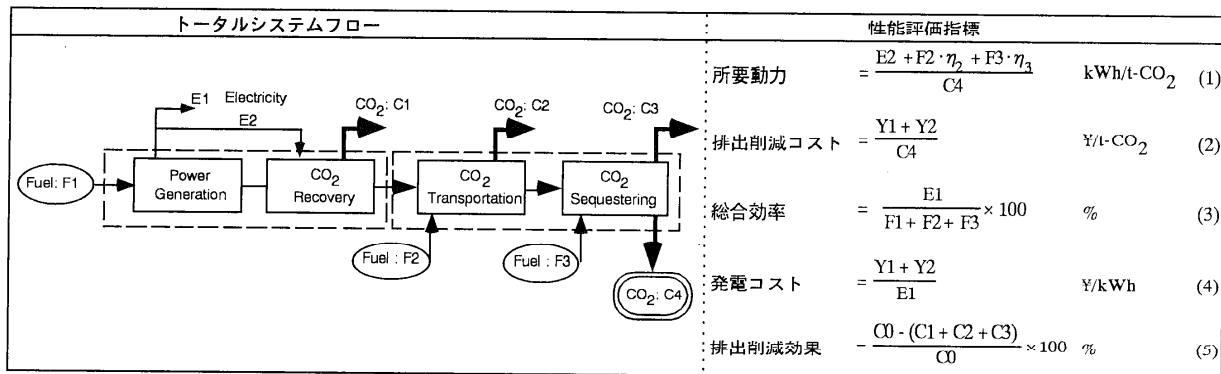 トータルシステムフロー
E1 Electricity
E2
CO2: C1
CO2: C2
CO2: C3
Fuel: F1
Power Generation
CO2 Recovery
CO2 Transportation
CO2 Sequestering
Fuel : F2
Fuel : F3
CO2: C4
性能評価指標
所要動力 = (E2 + F2 · η2 + F3 · η3) / C4 kWh/t-CO2 (1)
排出削減コスト = (Y1 + Y2) / C4 ¥/t-CO2 (2)
総合効率 = E1 / (F1 + F2 + F3) × 100 % (3)
発電コスト = (Y1 + Y2) / E1 ¥/kWh (4)
排出削減効果 = (C0 - (C1 + C2 + C3)) / C0 × 100 % (5)